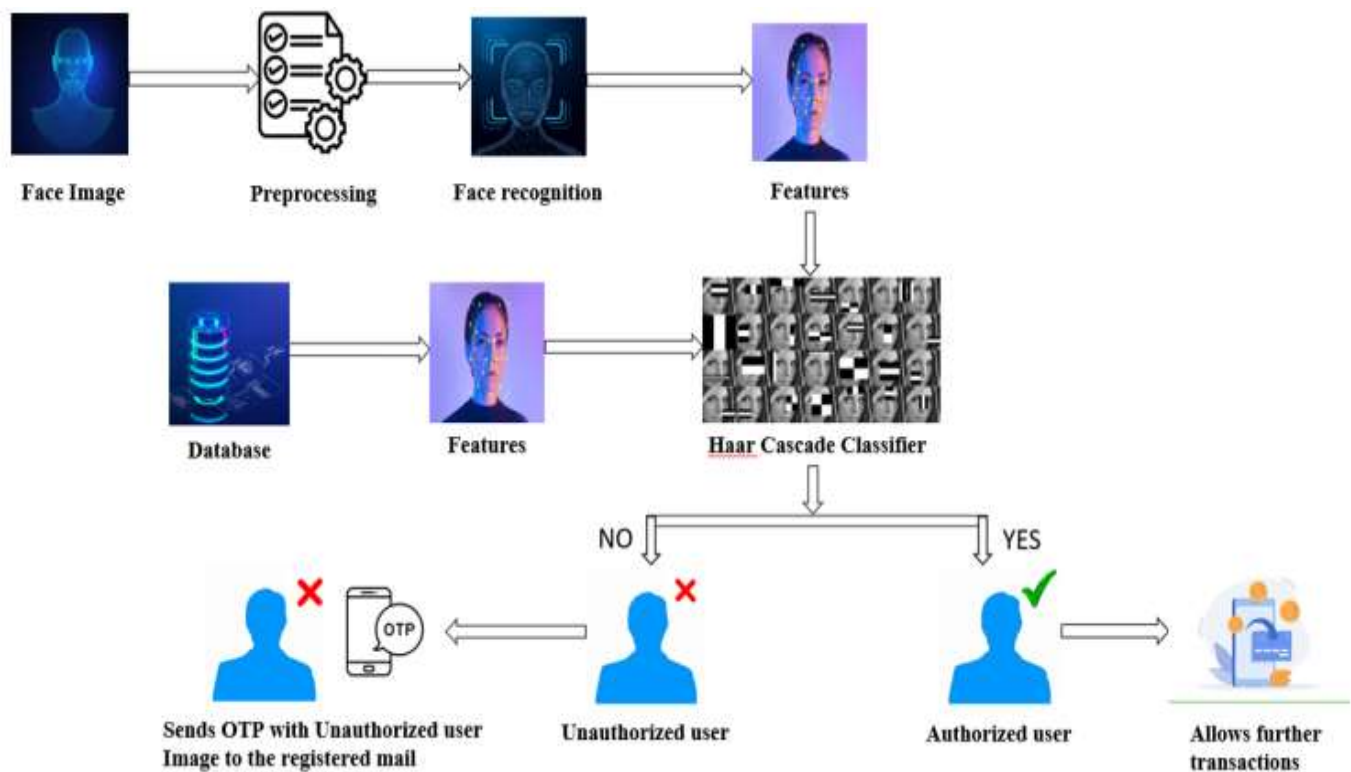 Face Image
Preprocessing
Face recognition
Features
Database
Features
Haar Cascade Classifier
NO
YES
OTP
Sends OTP with Unauthorized user
Image to the registered mail
Unauthorized user
Authorized user
Allows further
transactions